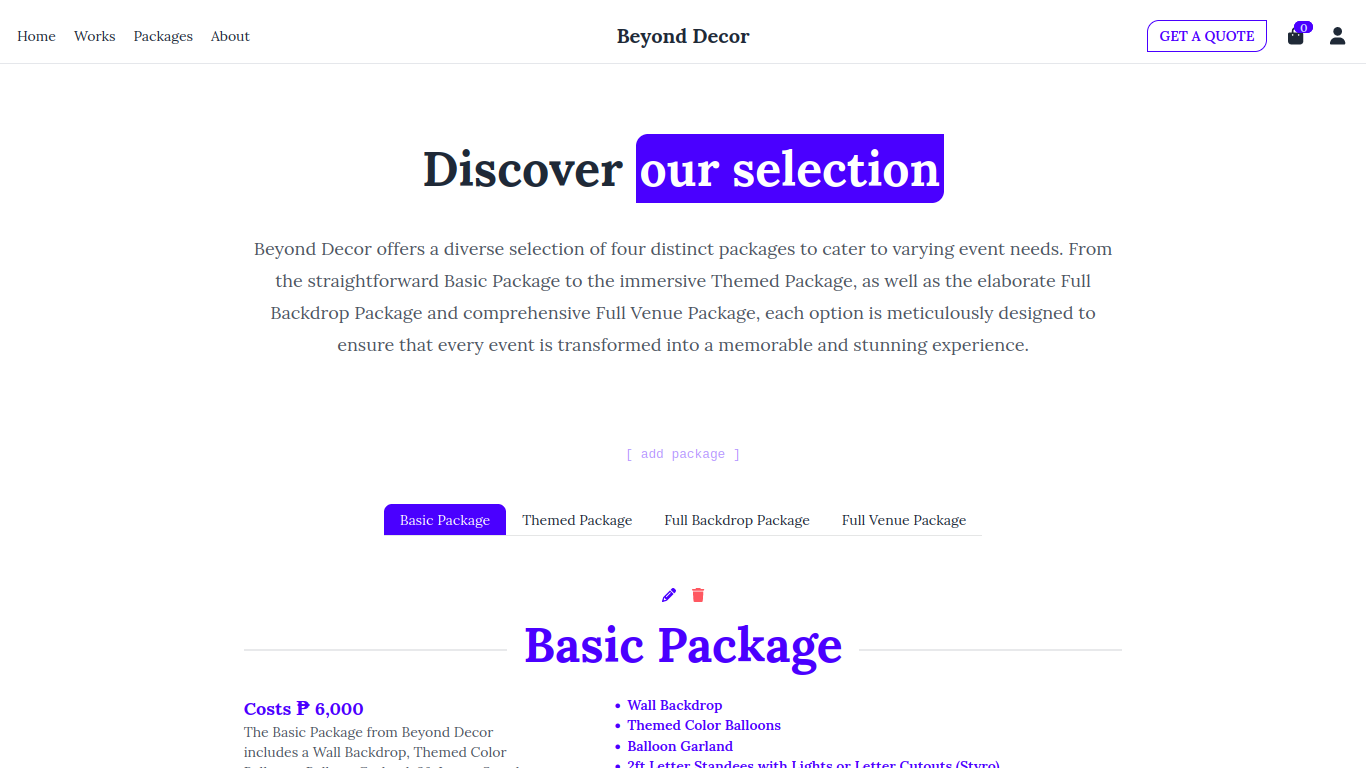 Home Works Packages About Beyond Decor GET A QUOTE 0
Discover our selection
Beyond Decor offers a diverse selection of four distinct packages to cater to varying event needs. From
the straightforward Basic Package to the immersive Themed Package, as well as the elaborate Full
Backdrop Package and comprehensive Full Venue Package, each option is meticulously designed to
ensure that every event is transformed into a memorable and stunning experience.
[ add package ]
Basic Package Themed Package Full Backdrop Package Full Venue Package
Basic Package
Costs ₱ 6,000
The Basic Package from Beyond Decor
includes a Wall Backdrop, Themed Color
• Wall Backdrop
• Themed Color Balloons
• Balloon Garland
• 2ft Letter Standees with Lights or Letter Cutouts (Styro)